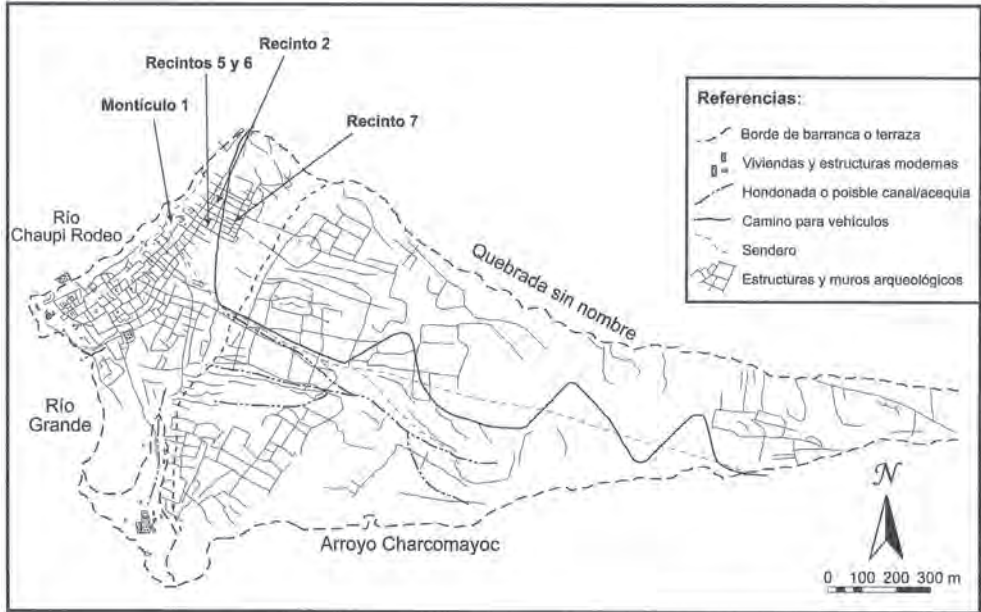 Recinto 2
Recintos 5 y 6
Montículo 1
Recinto 7
Río
Chaupi Rodeo
Quebrada sin nombre
Río
Grande
Arroyo Charcomayoc
Referencias:
Borde de barranca o terraza
Viviendas y estructuras modernas
Hondonada o poisble canal/acequia
Camino para vehículos
Sendero
Estructuras y muros arqueológicos
N
0 100 200 300 m